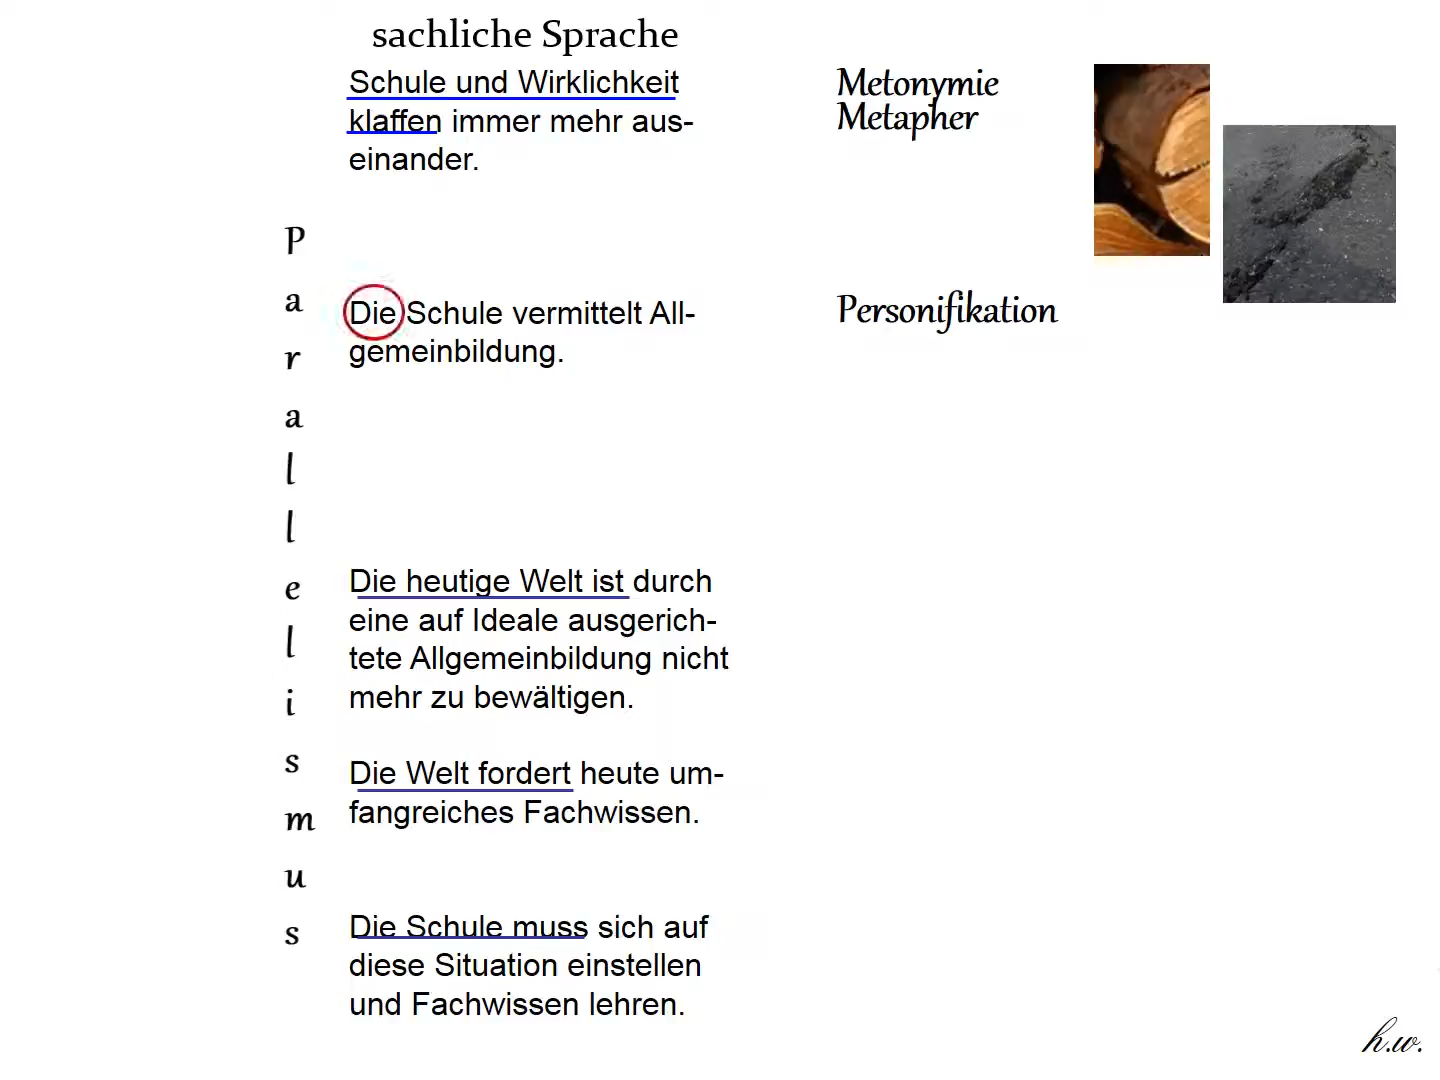 sachliche Sprache
Schule und Wirklichkeit
klaffen immer mehr aus-
einander.
Metonymie
Metapher
P
a
r
a
l
l
e
l
i
s
m
u
s
Die Schule vermittelt All-
gemeinbildung.
Personifikation
Die heutige Welt ist durch
eine auf Ideale ausgerich-
tete Allgemeinbildung nicht
mehr zu bewältigen.
Die Welt fordert heute um-
fangreiches Fachwissen.
Die Schule muss sich auf
diese Situation einstellen
und Fachwissen lehren.
h.w.